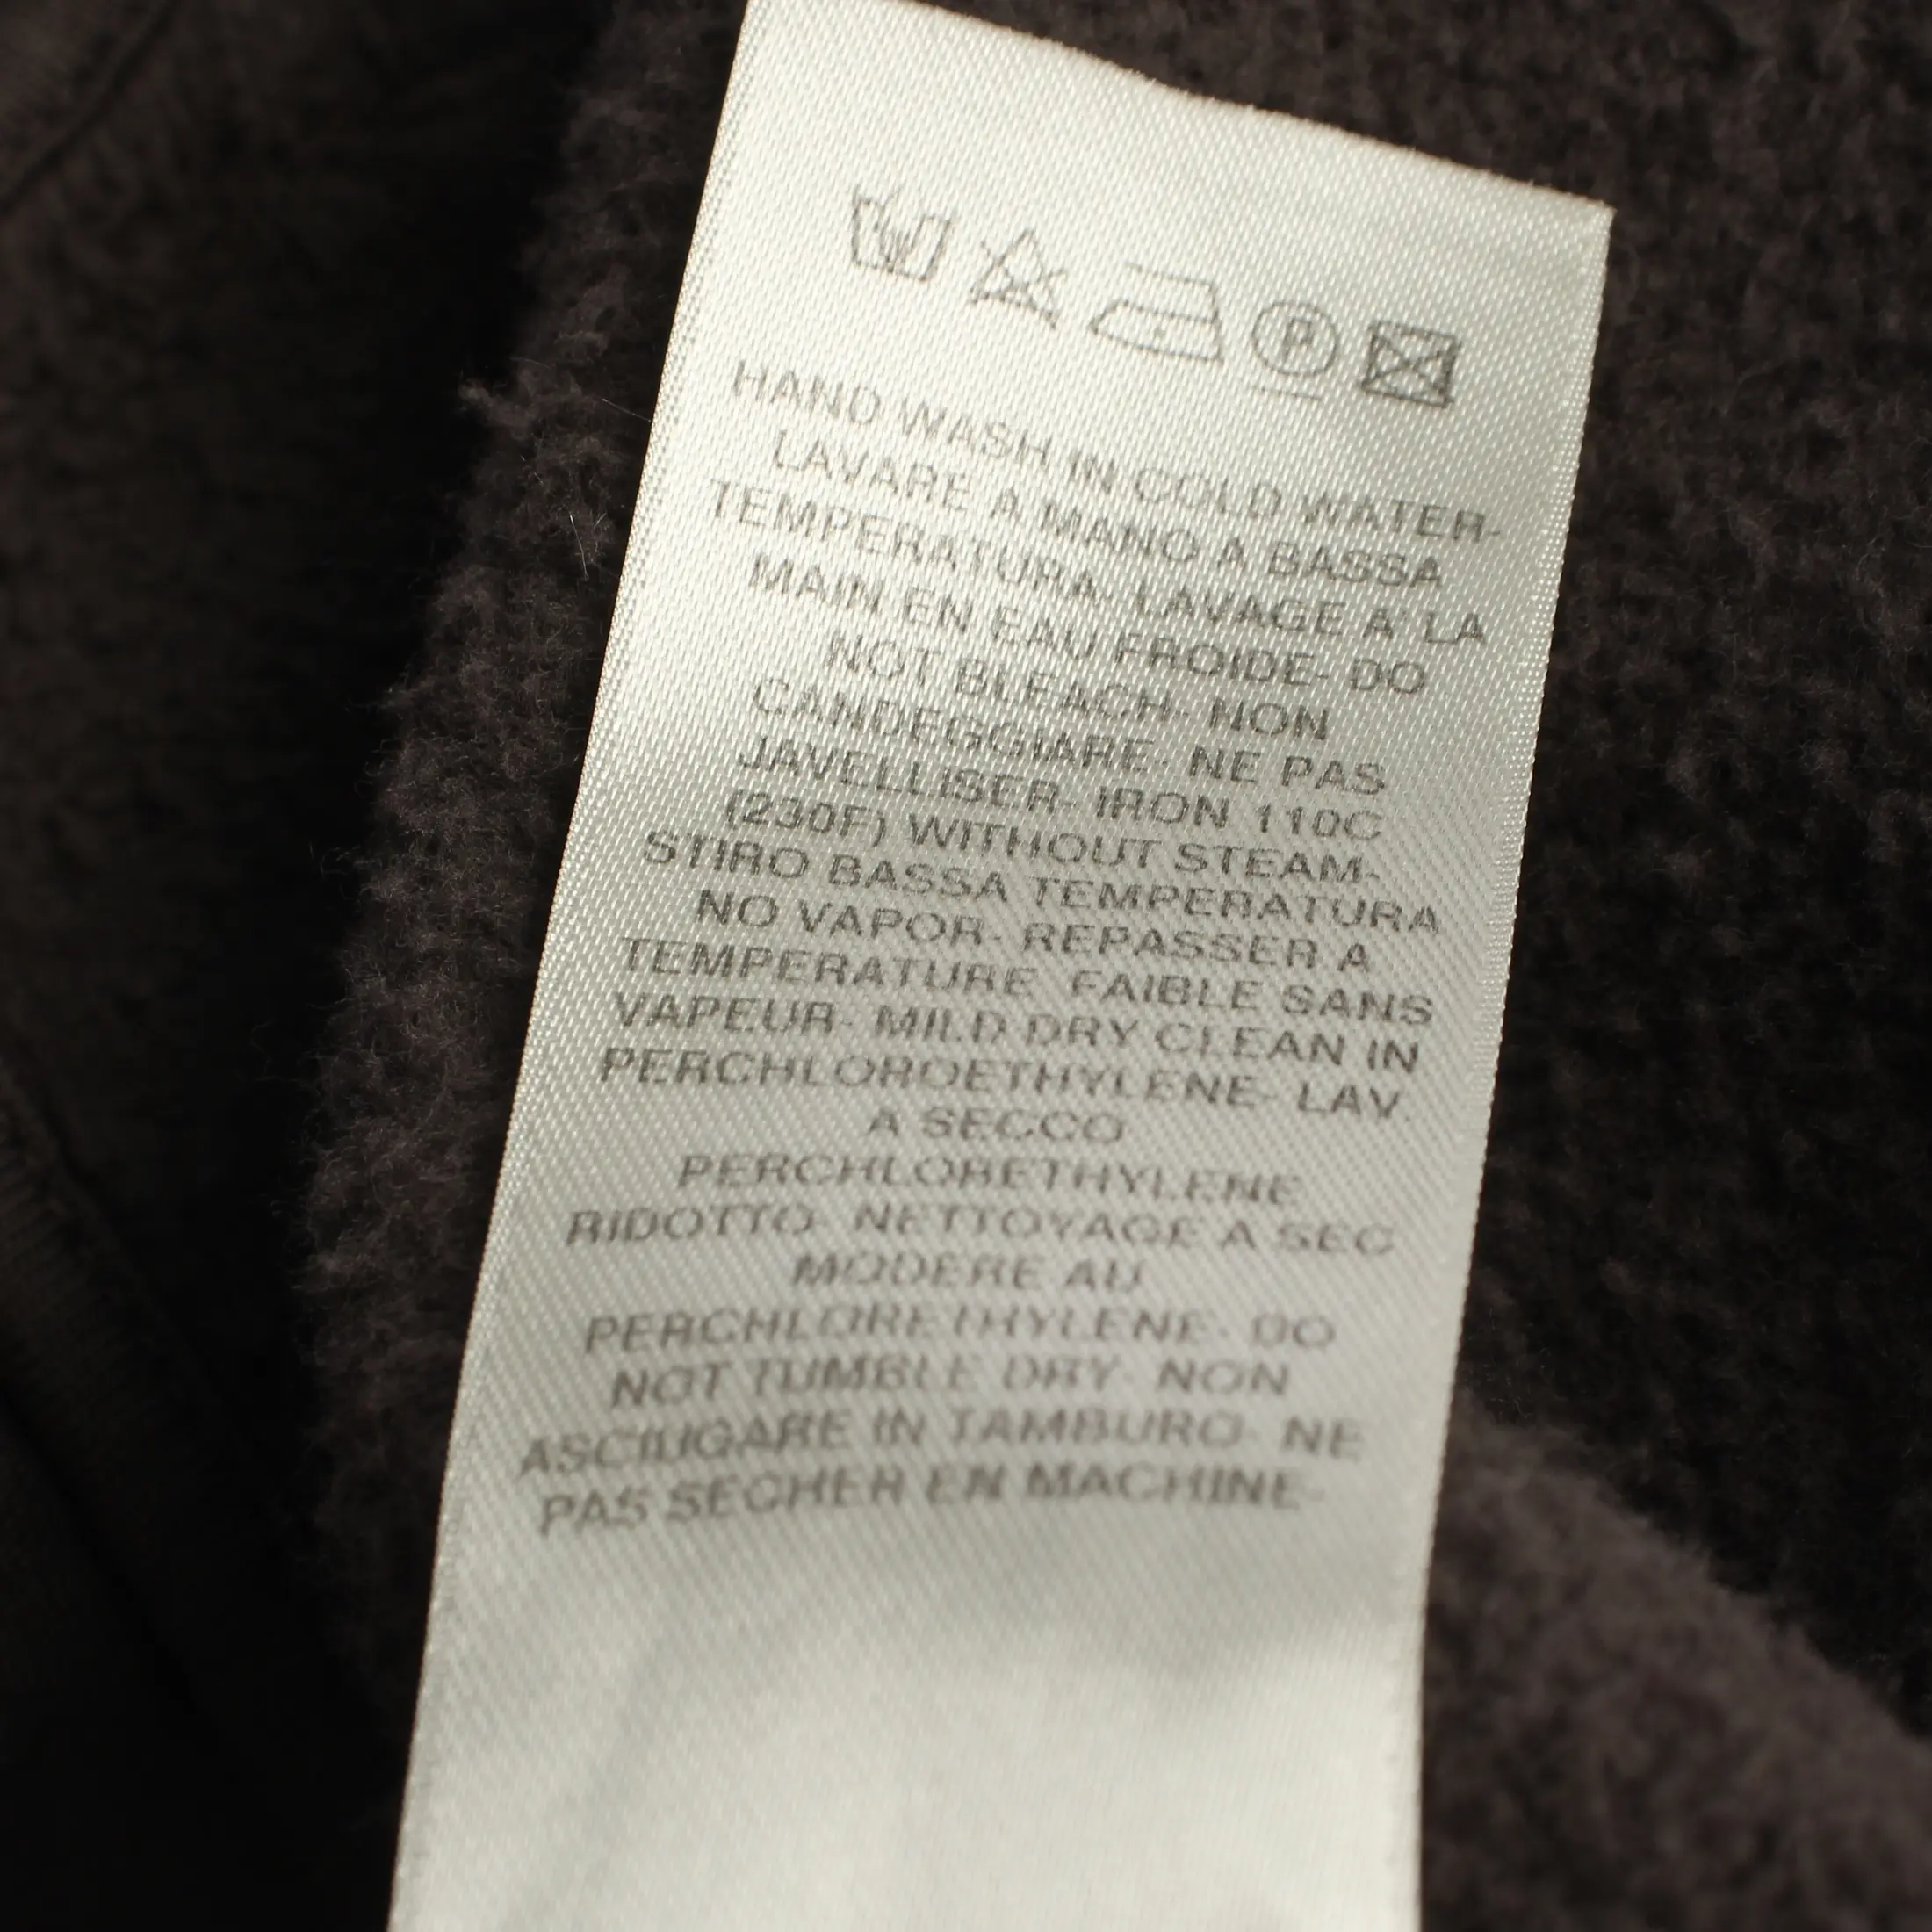 HAND WASH IN COLD WATER-
LAVARE A MANO A BASSA
TEMPERATURA- LAVAGE A' LA
MAIN EN EAU FROIDE- DO
NOT BLEACH- NON
CANDEGGIARE- NE PAS
JAVELLISER- IRON 110C
(230F) WITHOUT STEAM-
STIRO BASSA TEMPERATURA
NO VAPOR- REPASSER A
TEMPERATURE FAIBLE SANS
VAPEUR- MILD DRY CLEAN IN
PERCHLOROETHYLENE- LAV.
A SECCO
PERCHLORETHYLENE
RIDOTTO- NETTOYAGE A SEC
MODERE AU
PERCHLORETHYLENE- DO
NOT TUMBLE DRY- NON
ASCIUGARE IN TAMBURO- NE
PAS SECHER EN MACHINE-